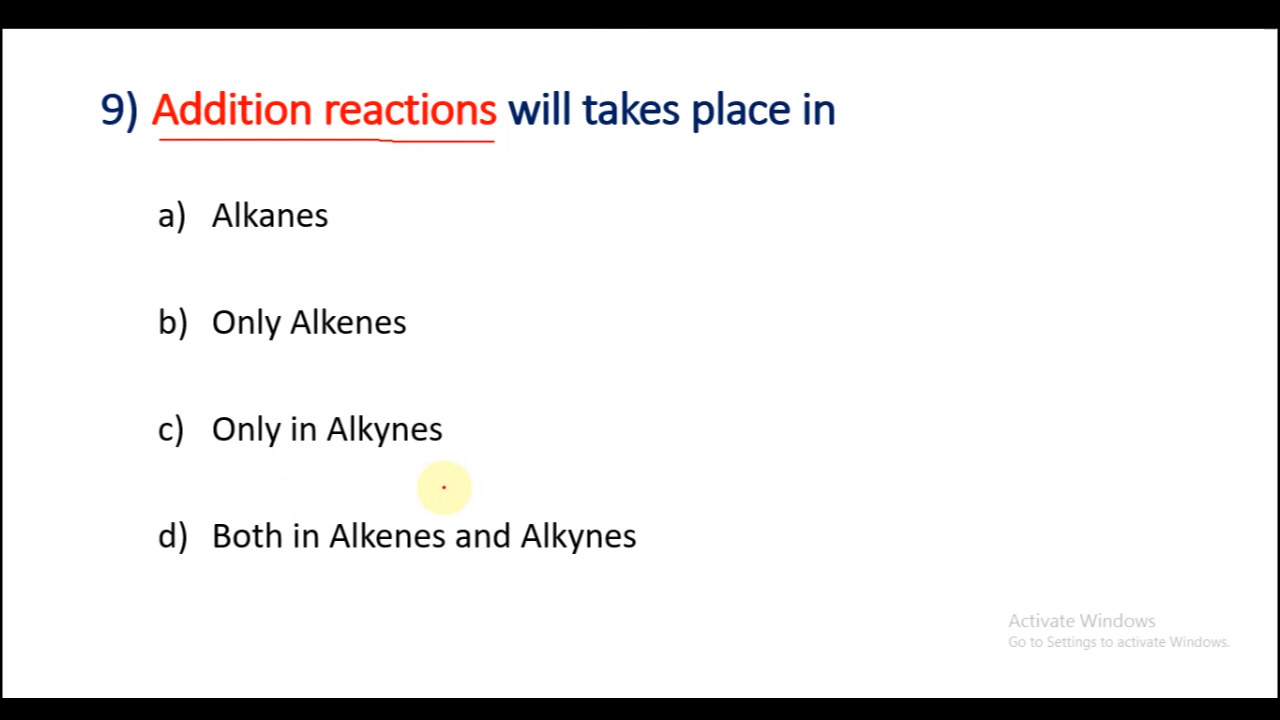 9) Addition reactions will takes place in
a) Alkanes
b) Only Alkenes
c) Only in Alkynes
d) Both in Alkenes and Alkynes
Activate Windows
Go to Settings to activate Windows.